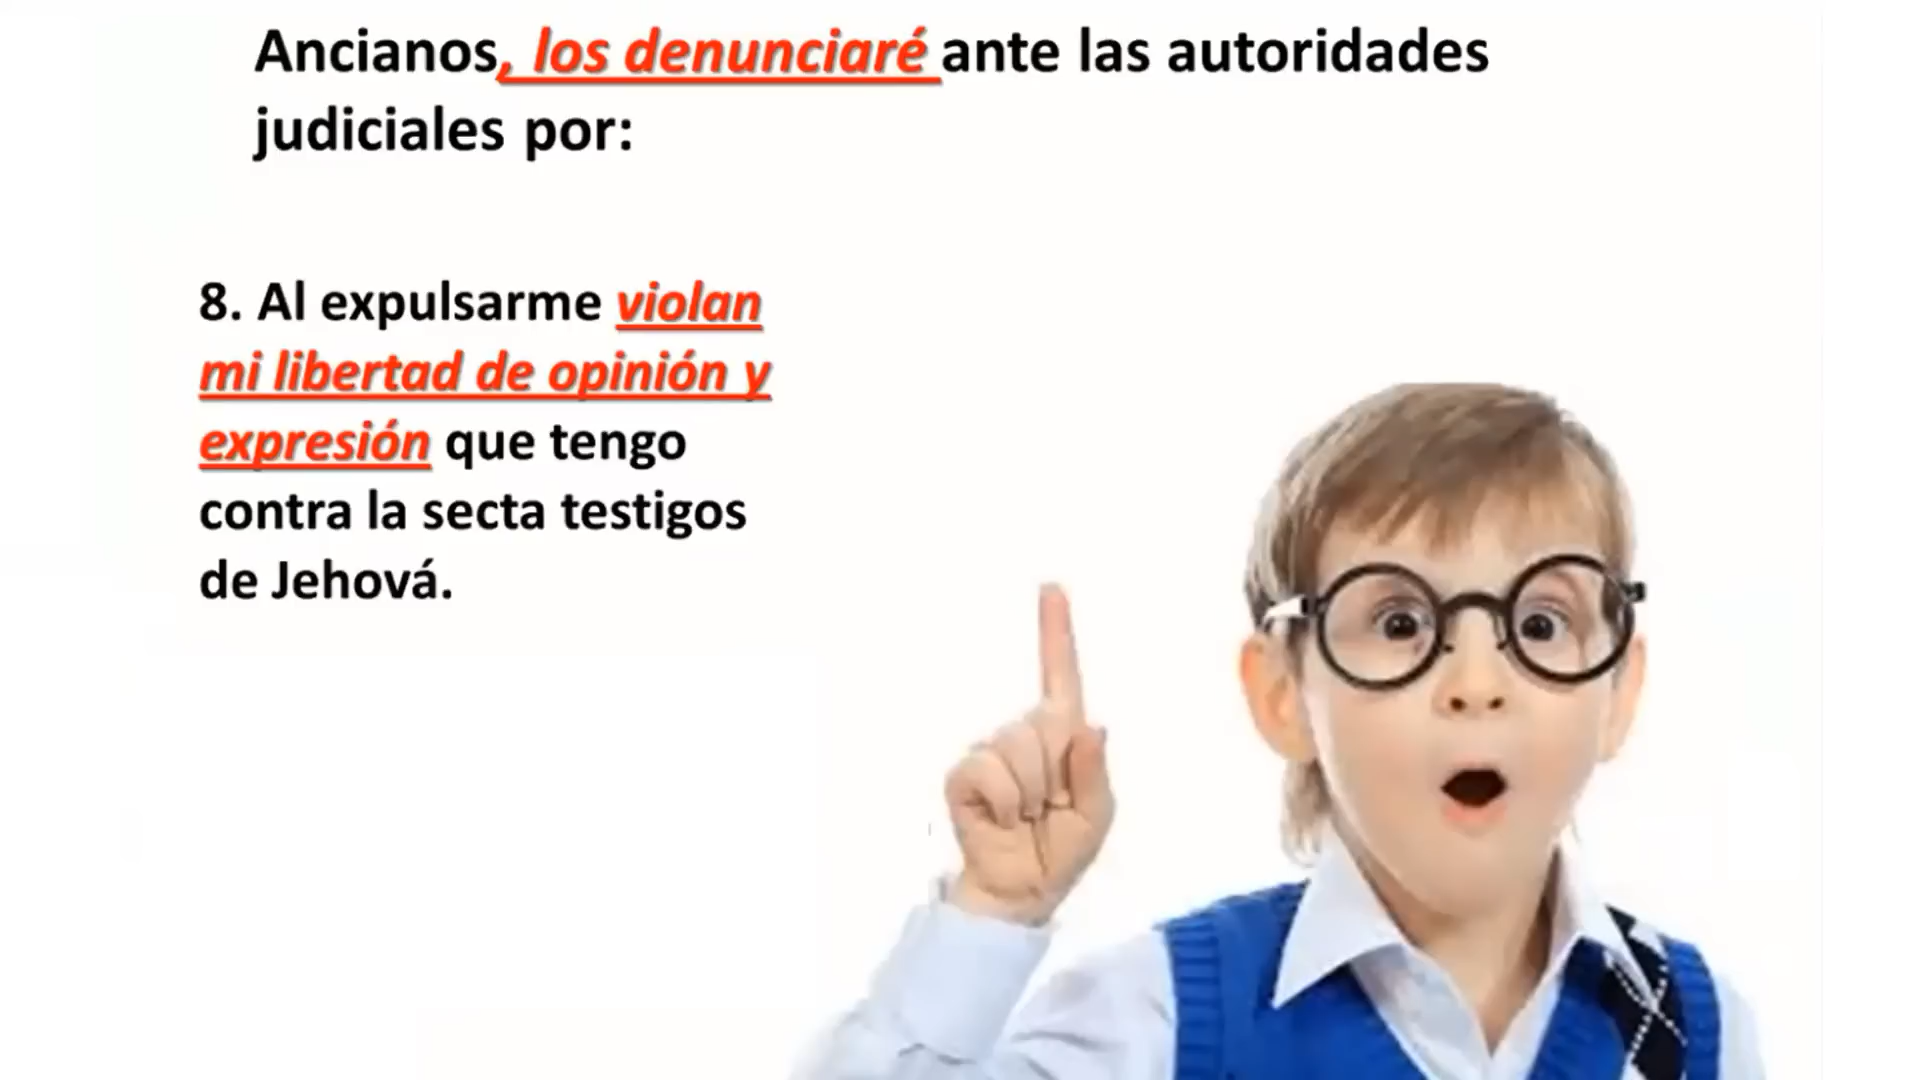 Ancianos, los denunciaré ante las autoridades
judiciales por:
8. Al expulsarme violan
mi libertad de opinión y
expresión que tengo
contra la secta testigos
de Jehová.